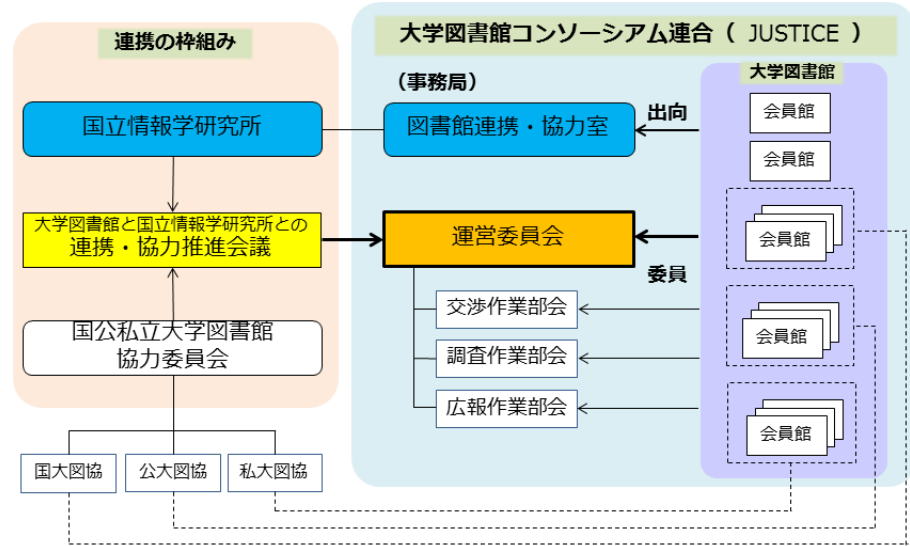 連携の枠組み
国立情報学研究所
大学図書館と国立情報学研究所との
連携・協力推進会議
国公私立大学図書館
協力委員会
国大図協
公大図協
私大図協
大学図書館コンソーシアム連合（ JUSTICE ）
（事務局）
図書館連携・協力室
出向
運営委員会
委員
交渉作業部会
調査作業部会
広報作業部会
大学図書館
会員館
会員館
会員館
会員館
会員館